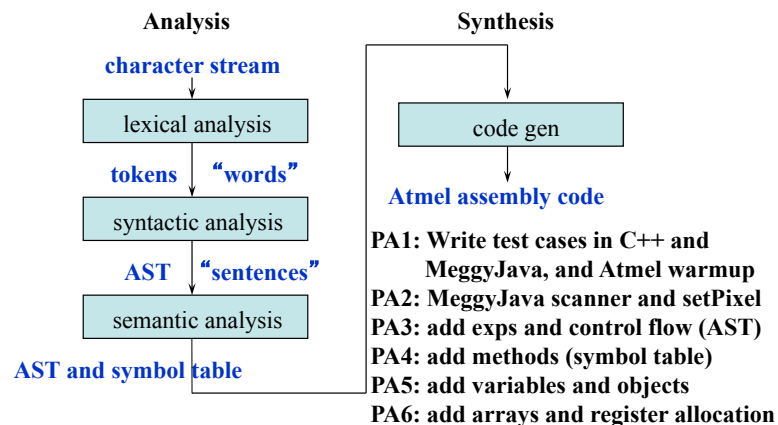 Analysis
character stream
lexical analysis
tokens “words”
syntactic analysis
AST “sentences”
semantic analysis
AST and symbol table
Synthesis
code gen
Atmel assembly code
PA1: Write test cases in C++ and
MeggyJava, and Atmel warmup
PA2: MeggyJava scanner and setPixel
PA3: add exps and control flow (AST)
PA4: add methods (symbol table)
PA5: add variables and objects
PA6: add arrays and register allocation